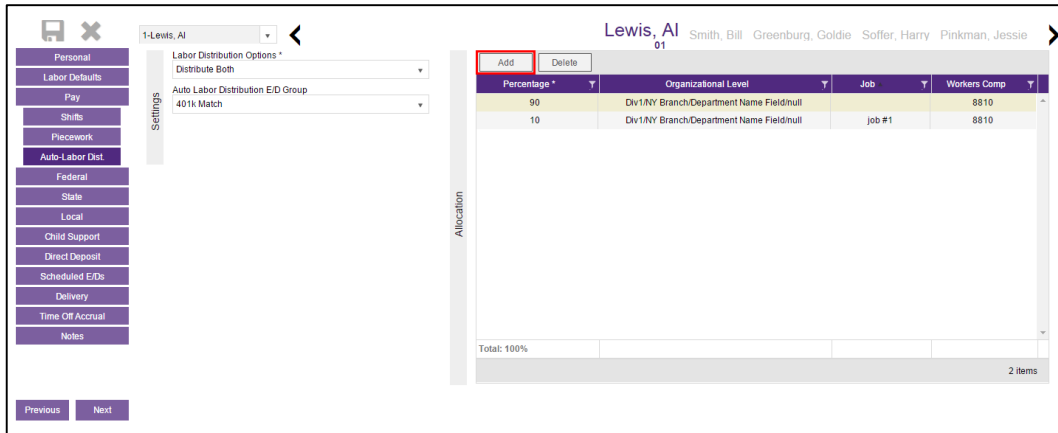 1-Lewis, Al
Lewis, Al Smith, Bill Greenburg, Goldie Soffer, Harry Pinkman, Jessie
01
Personal
Labor Defaults
Pay
Shifts
Piecework
Auto-Labor Dist.
Federal
State
Local
Child Support
Direct Deposit
Scheduled E/Ds
Delivery
Time Off Accrual
Notes
Previous Next
Settings
Labor Distribution Options *
Distribute Both
Auto Labor Distribution E/D Group
401k Match
Allocation
Add Delete
Percentage * Organizational Level Job Workers Comp
90 Div1/NY Branch/Department Name Field/null 8810
10 Div1/NY Branch/Department Name Field/null job #1 8810
Total: 100%
2 items